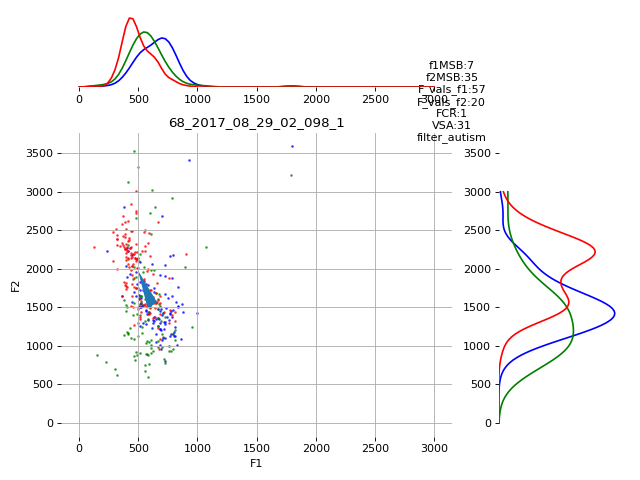 f1MSB:7
f2MSB:35
F_vals_f1:57
F_vals_f2:20
FCR:1
VSA:31
filter_autism
0 500 1000 1500 2000 2500 3000
68_2017_08_29_02_098_1
3500
3000
2500
2000
1500
1000
500
0
F2
0 500 1000 1500 2000 2500 3000
F1
3500
3000
2500
2000
1500
1000
500
0